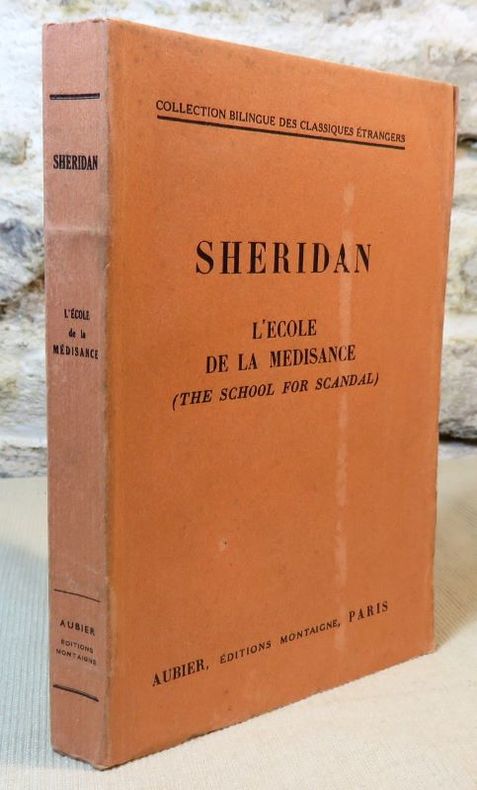 SHERIDAN
L'ÉCOLE
de la
MÉDISANCE
AUBIER
ÉDITIONS
MONTAIGNE
COLLECTION BILINGUE DES CLASSIQUES ÉTRANGERS
SHERIDAN
L'ECOLE
DE LA MEDISANCE
(THE SCHOOL FOR SCANDAL)
AUBIER, ÉDITIONS MONTAIGNE, PARIS